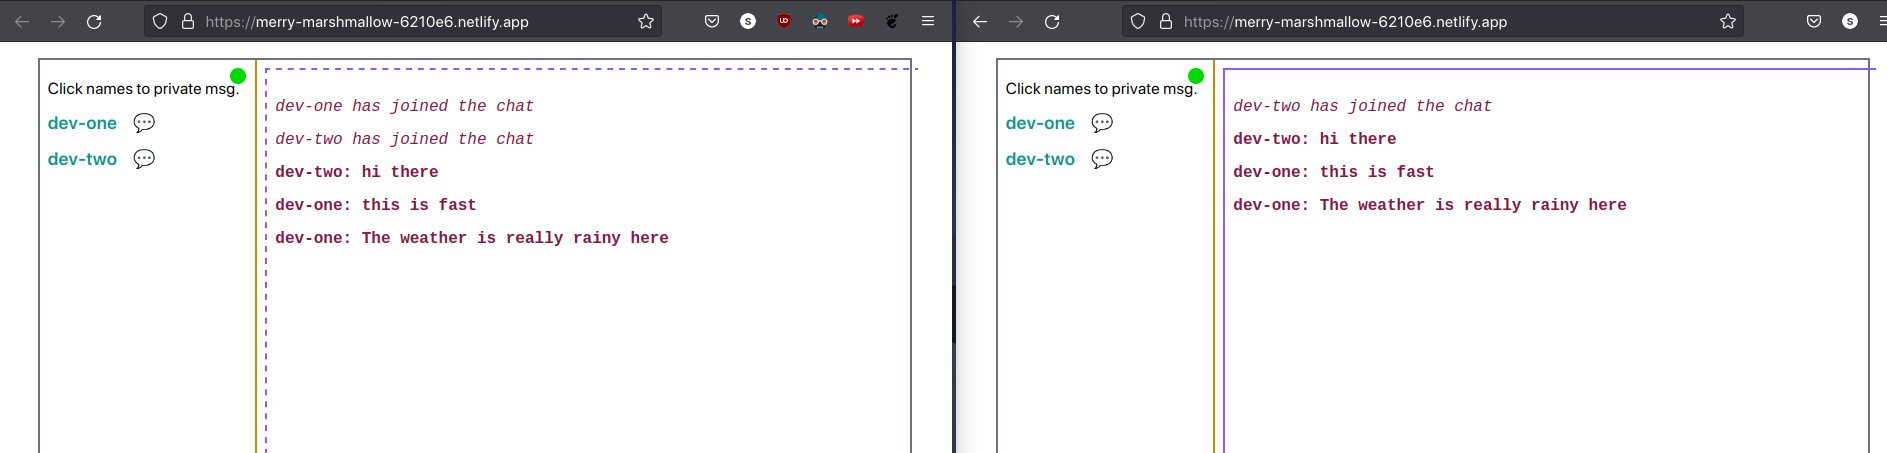 https://merry-marshmallow-6210e6.netlify.app
S
Click names to private msg.
dev-one
dev-two
dev-one has joined the chat
dev-two has joined the chat
dev-two: hi there
dev-one: this is fast
dev-one: The weather is really rainy here
https://merry-marshmallow-6210e6.netlify.app
S
Click names to private msg.
dev-one
dev-two
dev-two has joined the chat
dev-two: hi there
dev-one: this is fast
dev-one: The weather is really rainy here